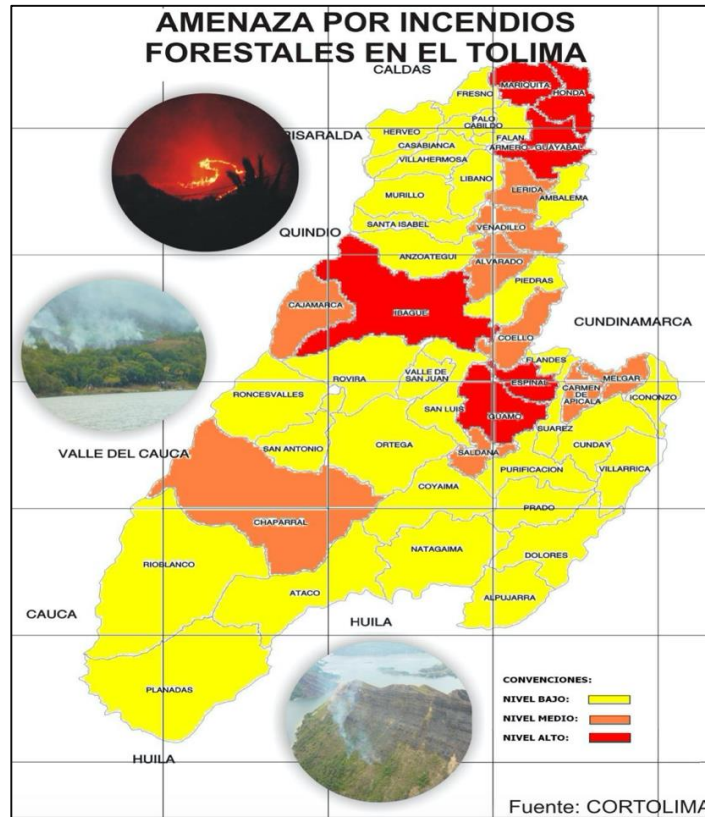 AMENAZA POR INCENDIOS
FORESTALES EN EL TOLIMA
CALDAS
MARIQUITA
HONDA
FRESNO
PALO
CABILDO
FALAN
RISARALDA
HERVEO
CASABIANCA
ARMERO - GUAYABAL
VILLAHERMOSA
LIBANO
LERIDA
MURILLO
AMBALEMA
SANTA ISABEL
VENADILLO
QUINDIO
ANZOATEGUI
ALVARADO
PIEDRAS
CAJAMARCA
IBAGUE
CUNDINAMARCA
COELLO
FLANDES
VALLE DE
SAN JUAN
ROVIRA
MELGAR
ESPINAL
CARMEN
DE
APICALA
RONCESVALLES
ICONONZO
SAN LUIS
GUAMO
SUAREZ
SAN ANTONIO
ORTEGA
CUNDAY
VALLE DEL CAUCA
SALDAÑA
PURIFICACION
VILLARRICA
COYAIMA
PRADO
CHAPARRAL
NATAGAIMA
DOLORES
RIOBLANCO
ATACO
ALPUJARRA
CAUCA
HUILA
PLANADAS
CONVENCIONES:
NIVEL BAJO:
NIVEL MEDIO:
NIVEL ALTO:
HUILA
Fuente: CORTOLIMA